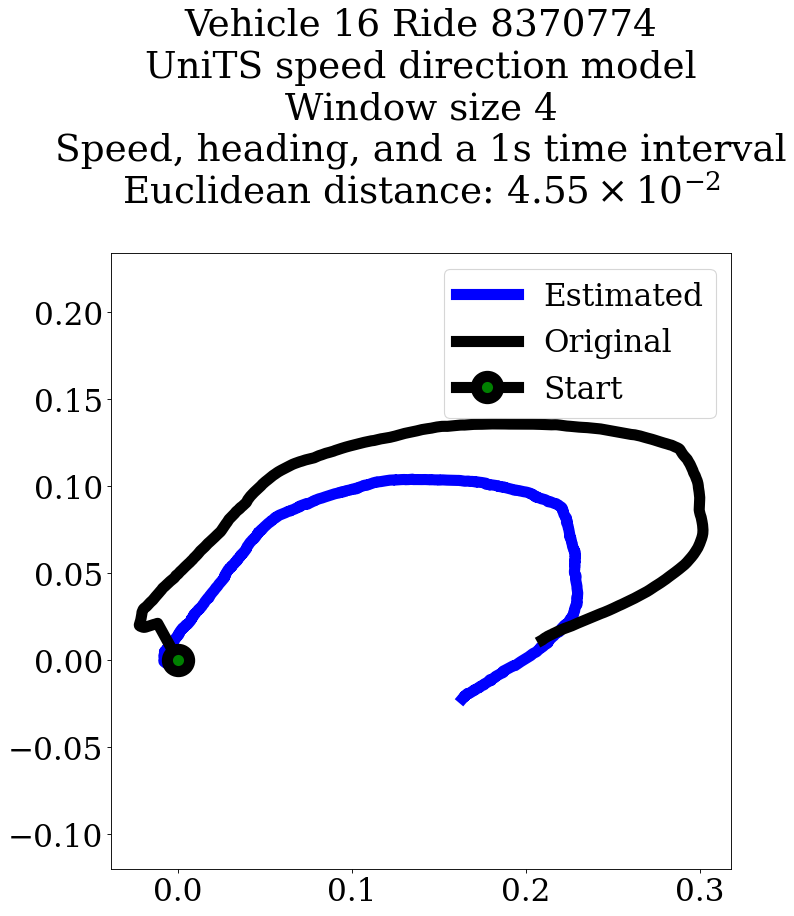 Vehicle 16 Ride 8370774
UniTS speed direction model
Window size 4
Speed, heading, and a 1s time interval
Euclidean distance: 4.55 × 10⁻²
Estimated
Original
Start
0.20
0.15
0.10
0.05
0.00
−0.05
−0.10
0.0 0.1 0.2 0.3